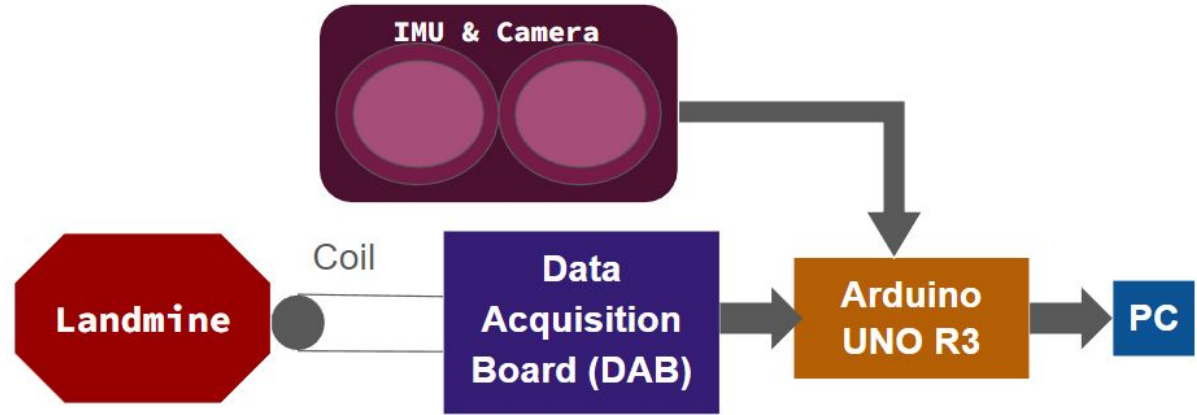 IMU & Camera
Coil
Landmine
Data
Acquisition
Board (DAB)
Arduino
UNO R3
PC